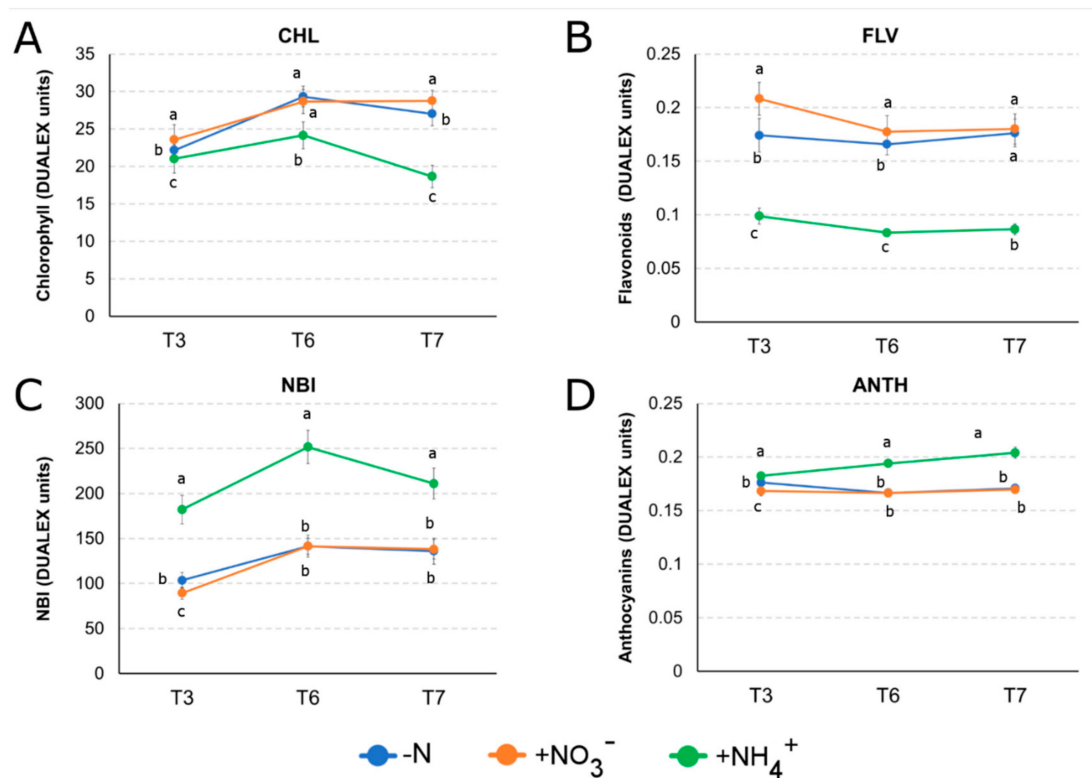 A
CHL
Chlorophyll (DUALEX units)
35
30
25
20
15
10
5
0
a
b
c
a
a
b
a
b
c
T3
T6
T7
B
FLV
Flavonoids (DUALEX units)
0.25
0.2
0.15
0.1
0.05
0
a
b
c
a
b
c
a
a
b
T3
T6
T7
C
NBI
NBI (DUALEX units)
300
250
200
150
100
50
0
a
b
c
a
b
b
a
b
b
T3
T6
T7
D
ANTH
Anthocyanins (DUALEX units)
0.25
0.2
0.15
0.1
0.05
0
a
b
c
a
b
b
a
b
b
T3
T6
T7
-N
+NO₃⁻
+NH₄⁺